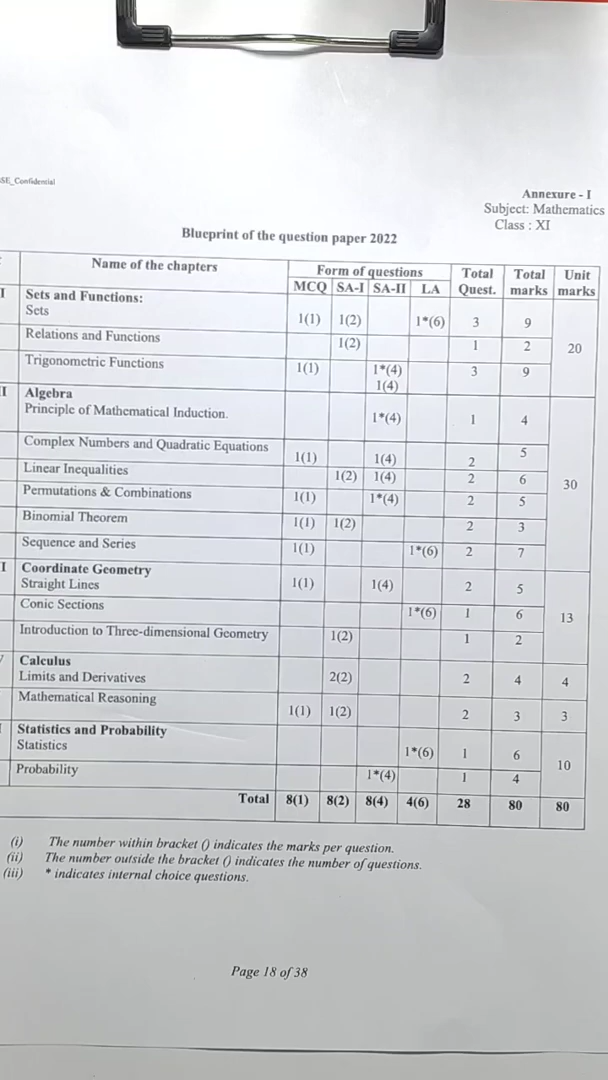 SE_Confidential
Annexure - I
Subject: Mathematics
Class : XI
Blueprint of the question paper 2022
Name of the chapters Form of questions Total Quest. Total marks Unit marks
MCQ SA-I SA-II LA
I Sets and Functions:
Sets 1(1) 1(2) 1*(6) 3 9 20
Relations and Functions 1(2) 1 2
Trigonometric Functions 1(1) 1*(4) 3 9
1(4)
II Algebra
Principle of Mathematical Induction. 1*(4) 1 4 30
Complex Numbers and Quadratic Equations 1(1) 1(4) 2 5
Linear Inequalities 1(2) 1(4) 2 6
Permutations & Combinations 1(1) 1*(4) 2 5
Binomial Theorem 1(1) 1(2) 2 3
Sequence and Series 1(1) 1*(6) 2 7
I Coordinate Geometry
Straight Lines 1(1) 1(4) 2 5 13
Conic Sections 1*(6) 1 6
Introduction to Three-dimensional Geometry 1(2) 1 2
Calculus
Limits and Derivatives 2(2) 2 4 4
Mathematical Reasoning 1(1) 1(2) 2 3 3
Statistics and Probability
Statistics 1*(6) 1 6 10
Probability 1*(4) 1 4
Total 8(1) 8(2) 8(4) 4(6) 28 80 80
(i) The number within bracket () indicates the marks per question.
(ii) The number outside the bracket () indicates the number of questions.
(iii) * indicates internal choice questions.
Page 18 of 38